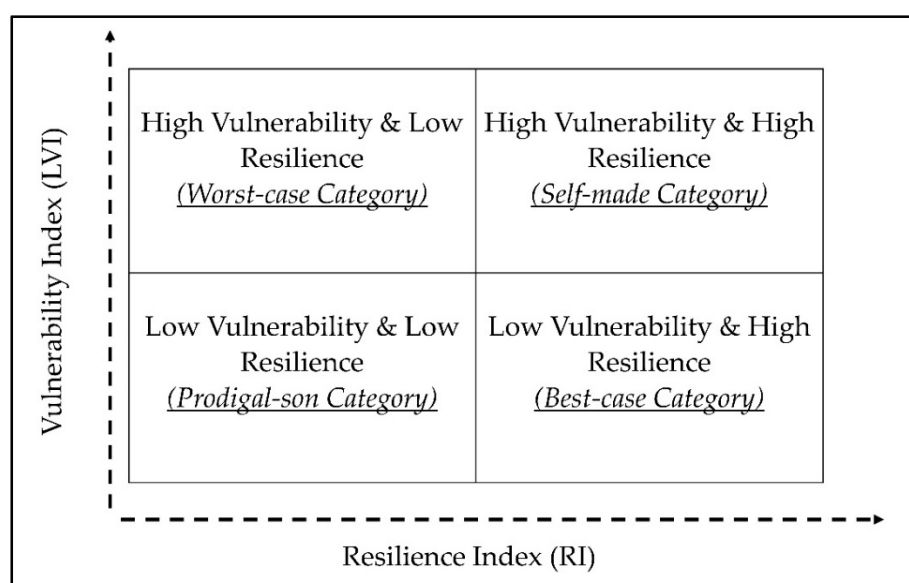 Vulnerability Index (LVI)
High Vulnerability & Low
Resilience
(Worst-case Category)
High Vulnerability & High
Resilience
(Self-made Category)
Low Vulnerability & Low
Resilience
(Prodigal-son Category)
Low Vulnerability & High
Resilience
(Best-case Category)
Resilience Index (RI)